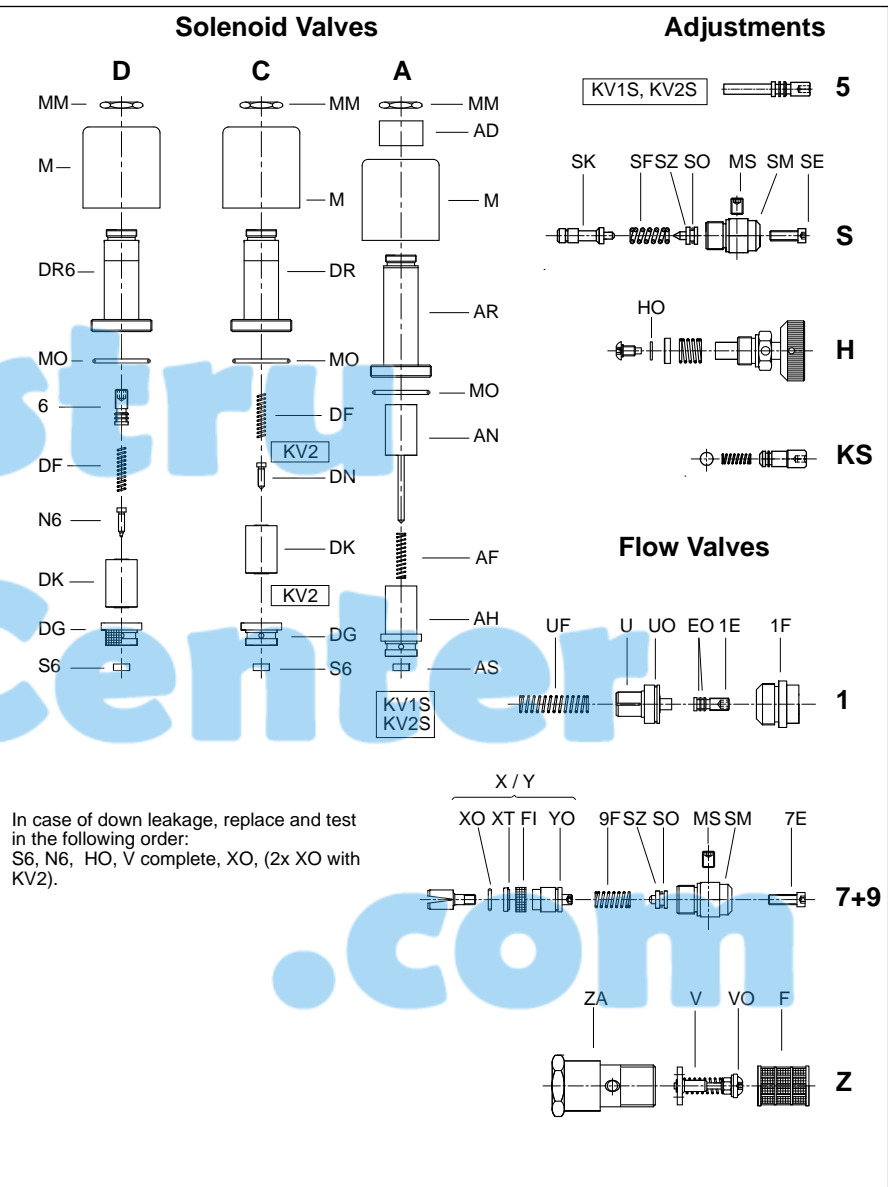 Solenoid Valves
Adjustments
D C A
MM MM MM
AD
M M M
DR6 DR AR
MO MO MO
6 DF AN
KV2
DF DN
N6
DK DK AF
KV2
DG DG AH
S6 S6 AS
KV1S
KV2S
In case of down leakage, replace and test
in the following order:
S6, N6, HO, V complete, XO, (2x XO with
KV2).
KV1S, KV2S 5
SK SF SZ SO MS SM SE
S
HO
H
KS
Flow Valves
UF U UO EO 1E 1F
1
X / Y
XO XT FI YO 9F SZ SO MS SM 7E
7+9
ZA V VO F
Z
stru
Center
.com